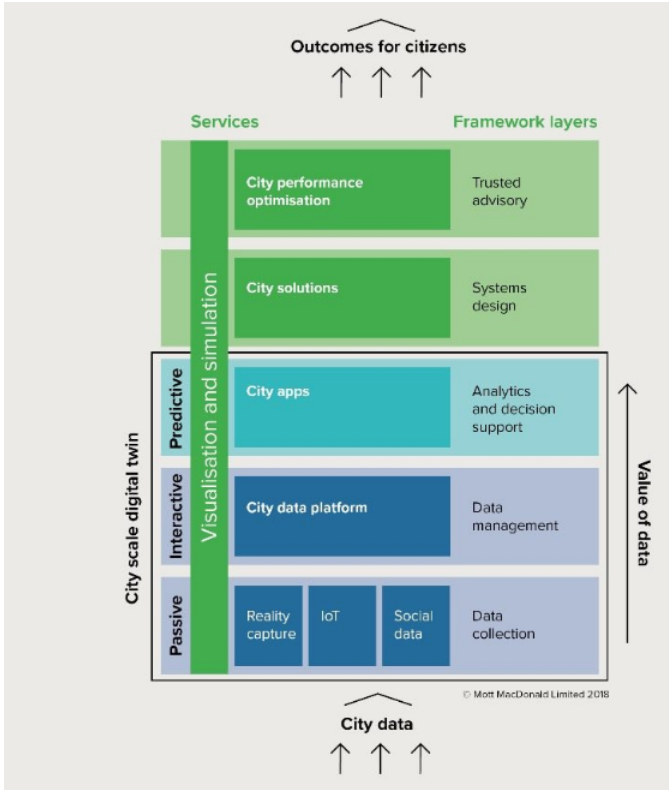 Outcomes for citizens
Services
Framework layers
City performance
optimisation
Trusted
advisory
City solutions
Systems
design
Visualisation and simulation
City scale digital twin
Predictive
City apps
Analytics
and decision
support
Interactive
City data platform
Data
management
Passive
Reality
capture
IoT
Social
data
Data
collection
Value of data
© Mott MacDonald Limited 2018
City data